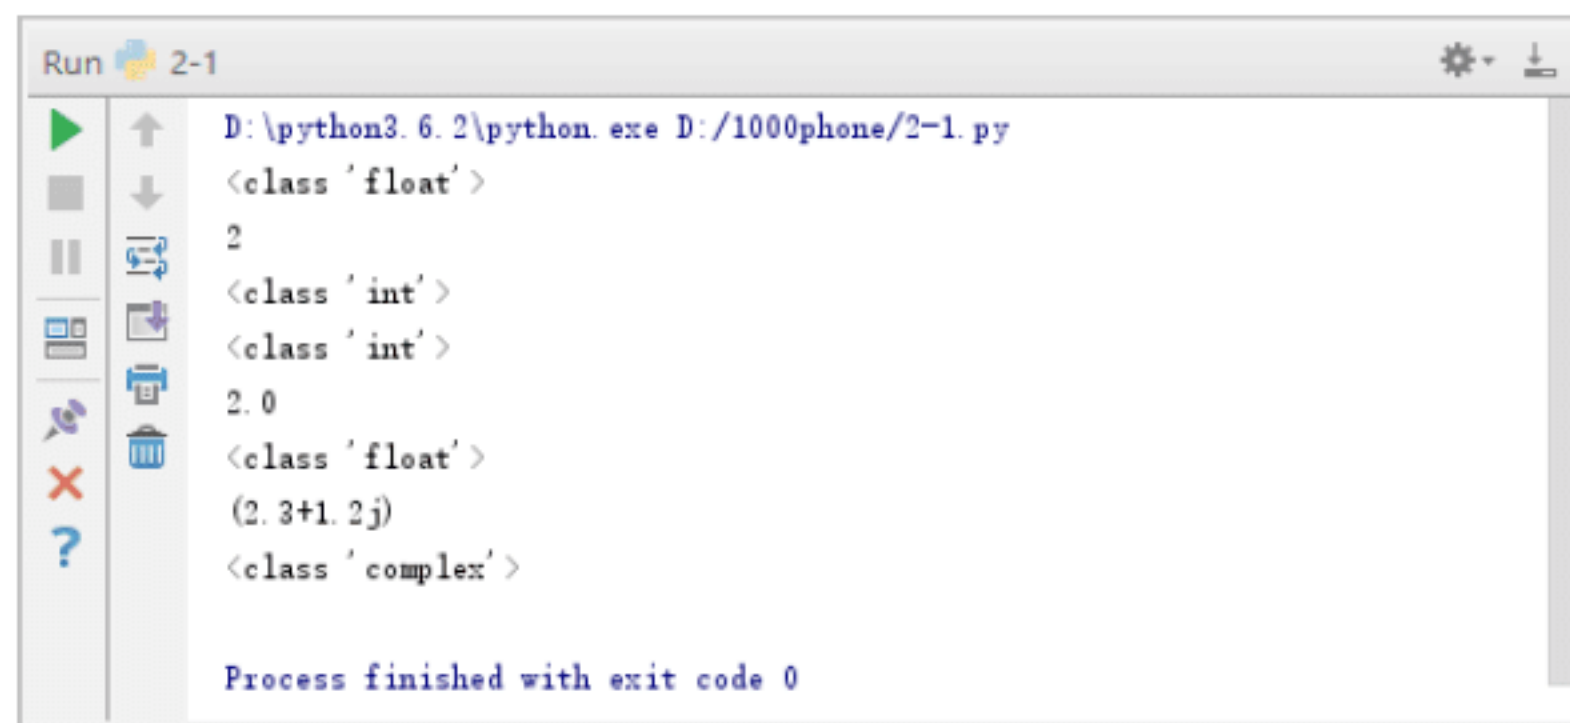 Run 2-1
D:\python3.6.2\python.exe D:/1000phone/2-1.py
<class 'float'>
2
<class 'int'>
<class 'int'>
2.0
<class 'float'>
(2.3+1.2j)
<class 'complex'>
Process finished with exit code 0